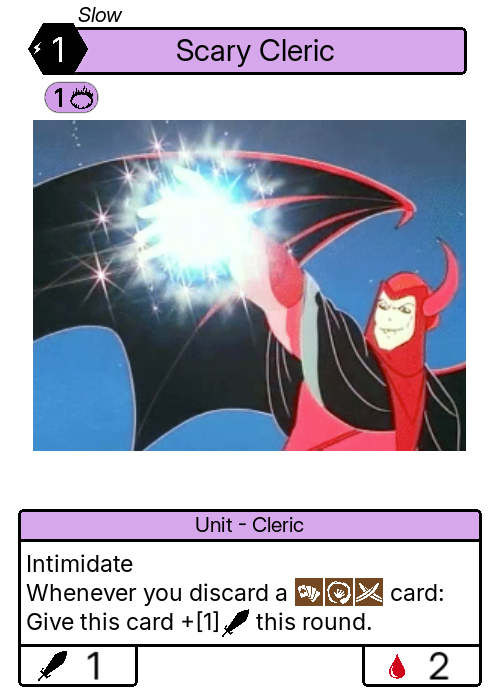 Slow
1
Scary Cleric
1
Unit - Cleric
Intimidate
Whenever you discard a card:
Give this card +[1] this round.
1
2